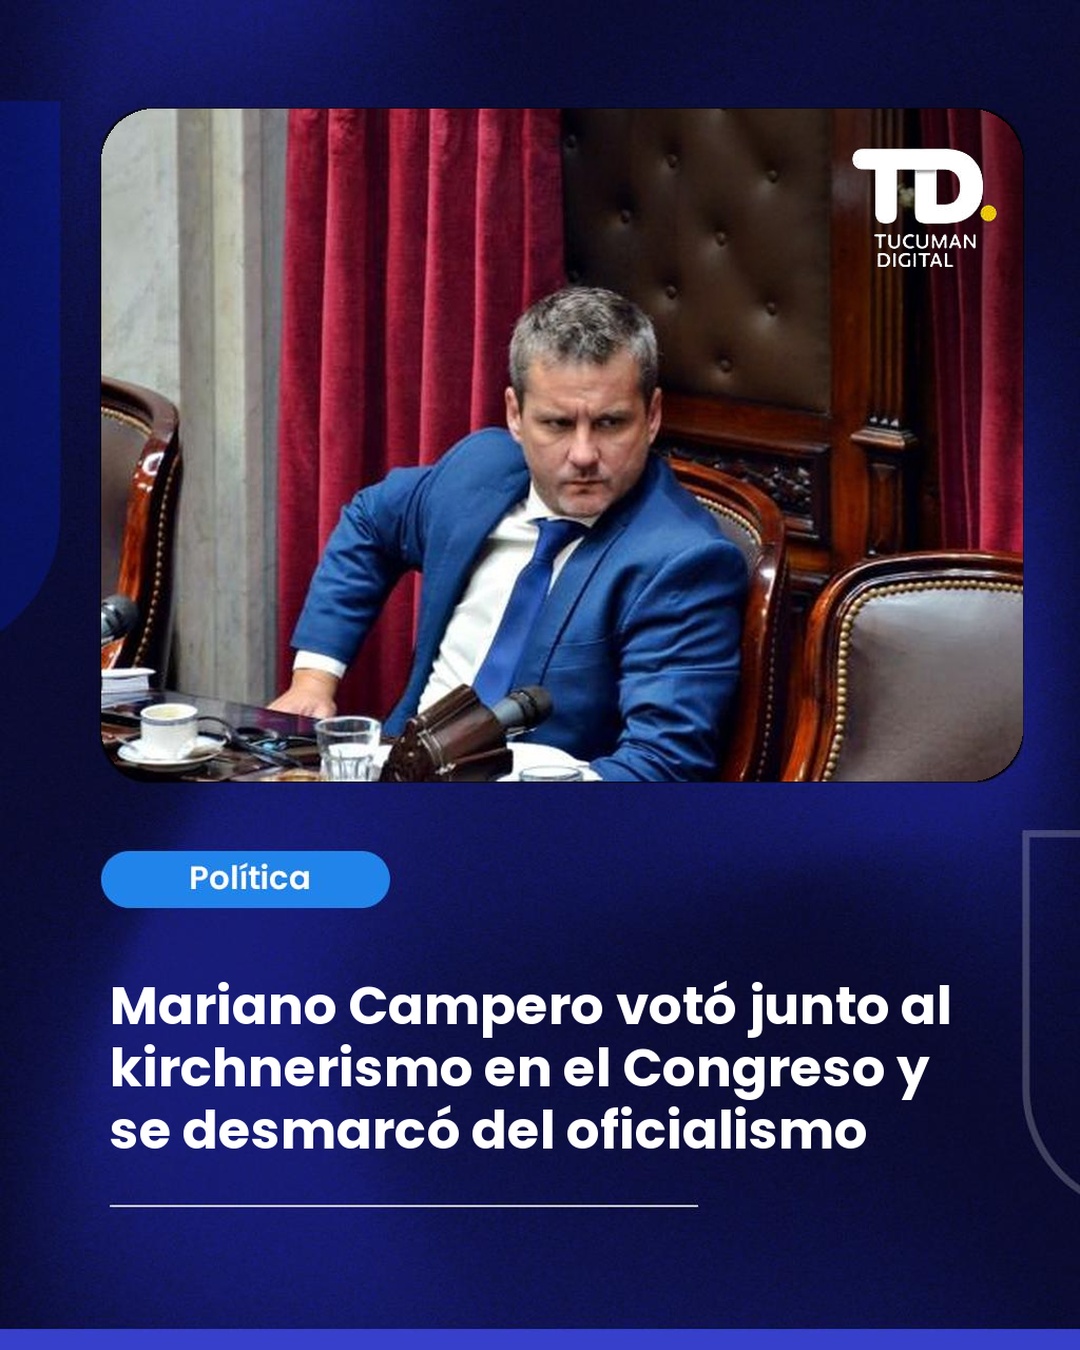 TD.
TUCUMAN
DIGITAL
Política
Mariano Campero votó junto al
kirchnerismo en el Congreso y
se desmarcó del oficialismo